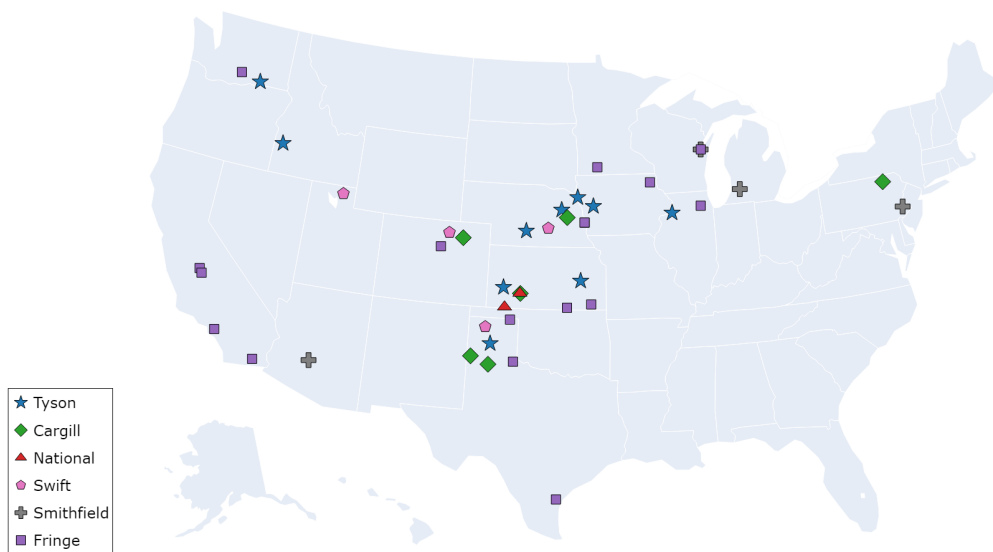 Tyson
Cargill
National
Swift
Smithfield
Fringe